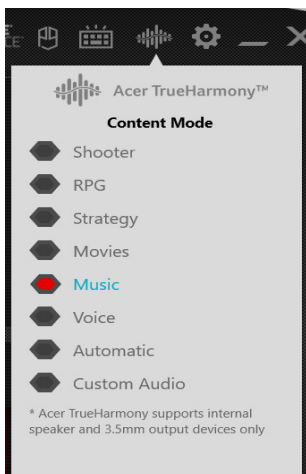 Acer TrueHarmony™
Content Mode
Shooter
RPG
Strategy
Movies
Music
Voice
Automatic
Custom Audio
* Acer TrueHarmony supports internal
speaker and 3.5mm output devices only